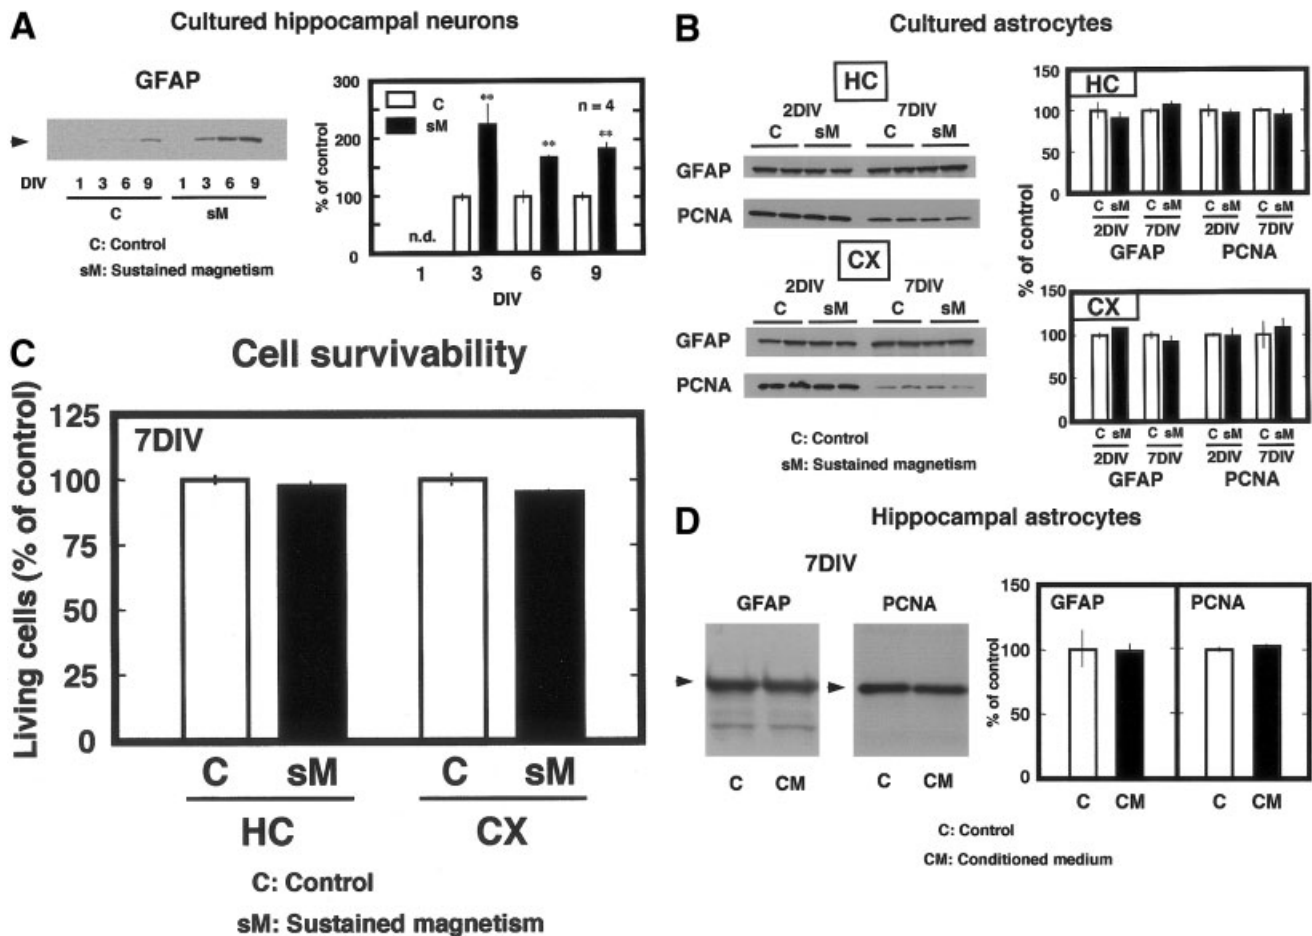 A
Cultured hippocampal neurons
GFAP
DIV 1 3 6 9 1 3 6 9
C sM
C: Control
sM: Sustained magnetism
300
200
100
0
% of control
C
sM
n = 4
**
**
**
n.d.
1 3 6 9
DIV
B
Cultured astrocytes
HC
2DIV 7DIV
C sM C sM
GFAP
PCNA
CX
2DIV 7DIV
C sM C sM
GFAP
PCNA
C: Control
sM: Sustained magnetism
% of control
150
100
50
0
HC
C sM C sM C sM C sM
2DIV 7DIV 2DIV 7DIV
GFAP PCNA
150
100
50
0
CX
C sM C sM C sM C sM
2DIV 7DIV 2DIV 7DIV
GFAP PCNA
C
Cell survivability
Living cells (% of control)
125
100
75
50
25
0
7DIV
C sM C sM
HC CX
C: Control
sM: Sustained magnetism
D
Hippocampal astrocytes
7DIV
GFAP PCNA
C CM C CM
% of control
150
100
50
0
GFAP PCNA
C CM C CM
C: Control
CM: Conditioned medium